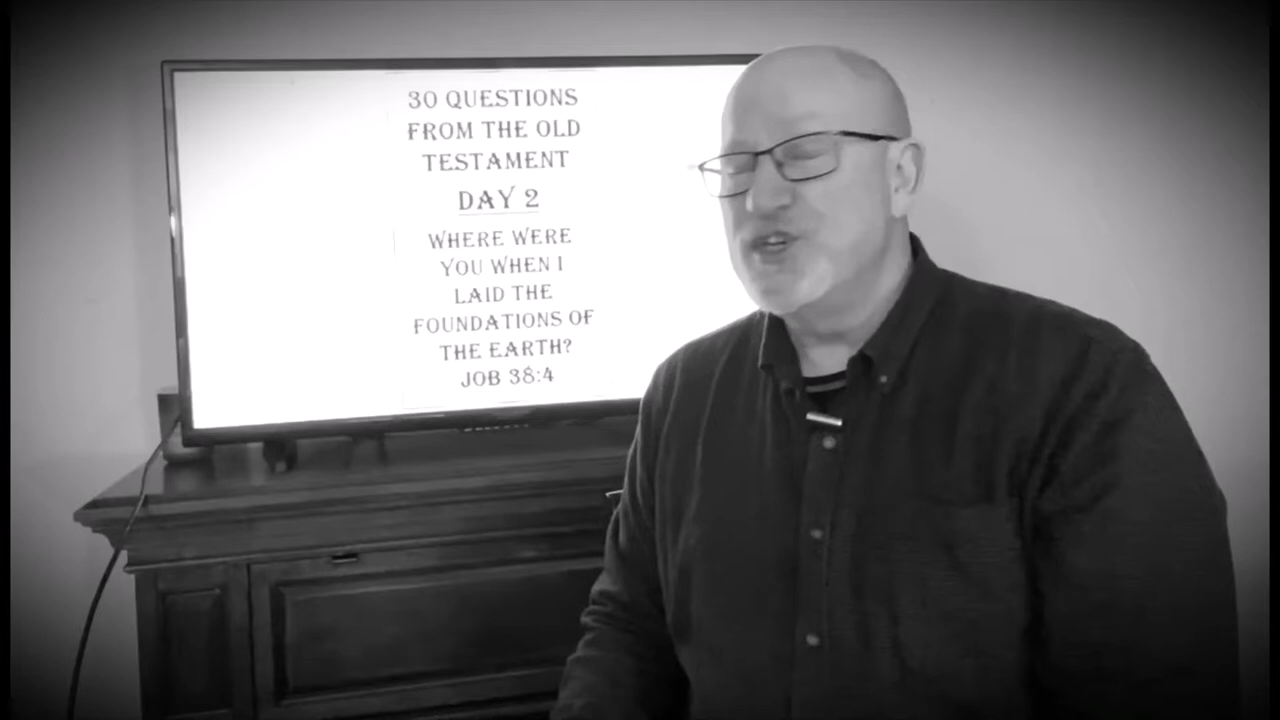 30 QUESTIONS
FROM THE OLD
TESTAMENT
DAY 2
WHERE WERE
YOU WHEN I
LAID THE
FOUNDATIONS OF
THE EARTH?
JOB 38:4